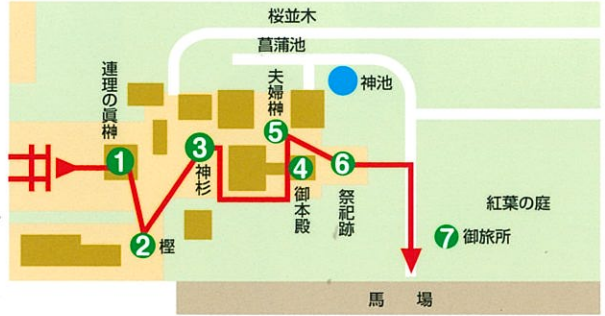 桜並木
菖蒲池
神池
連理の眞榊
夫婦榊
1
2
樫
3
神杉
5
4
御本殿
6
祭祀跡
紅葉の庭
7
御旅所
馬場